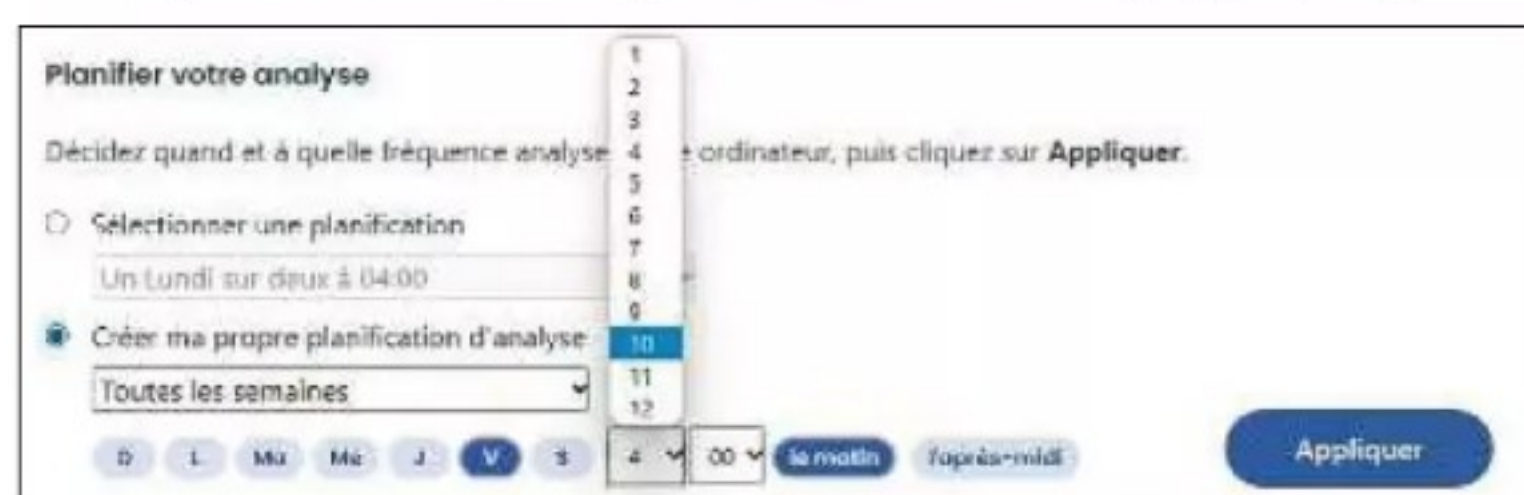 Planifier votre analyse
Décidez quand et à quelle fréquence analyse ordinateur, puis cliquez sur Appliquer.
Sélectionner une planification
Un Lundi sur deux à 04:00
Créer ma propre planification d'analyse
Toutes les semaines
1
2
3
4
5
6
7
8
9
10
11
12
D L Ma Me J V S 4 00 le matin l'après-midi
Appliquer